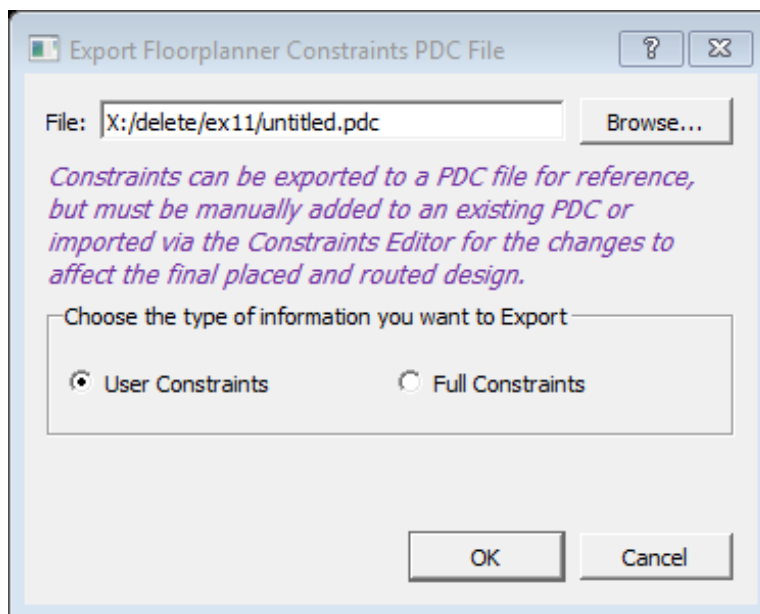 Export Floorplanner Constraints PDC File
File: X:/delete/ex11/untitled.pdc Browse...
Constraints can be exported to a PDC file for reference,
but must be manually added to an existing PDC or
imported via the Constraints Editor for the changes to
affect the final placed and routed design.
Choose the type of information you want to Export
User Constraints Full Constraints
OK Cancel